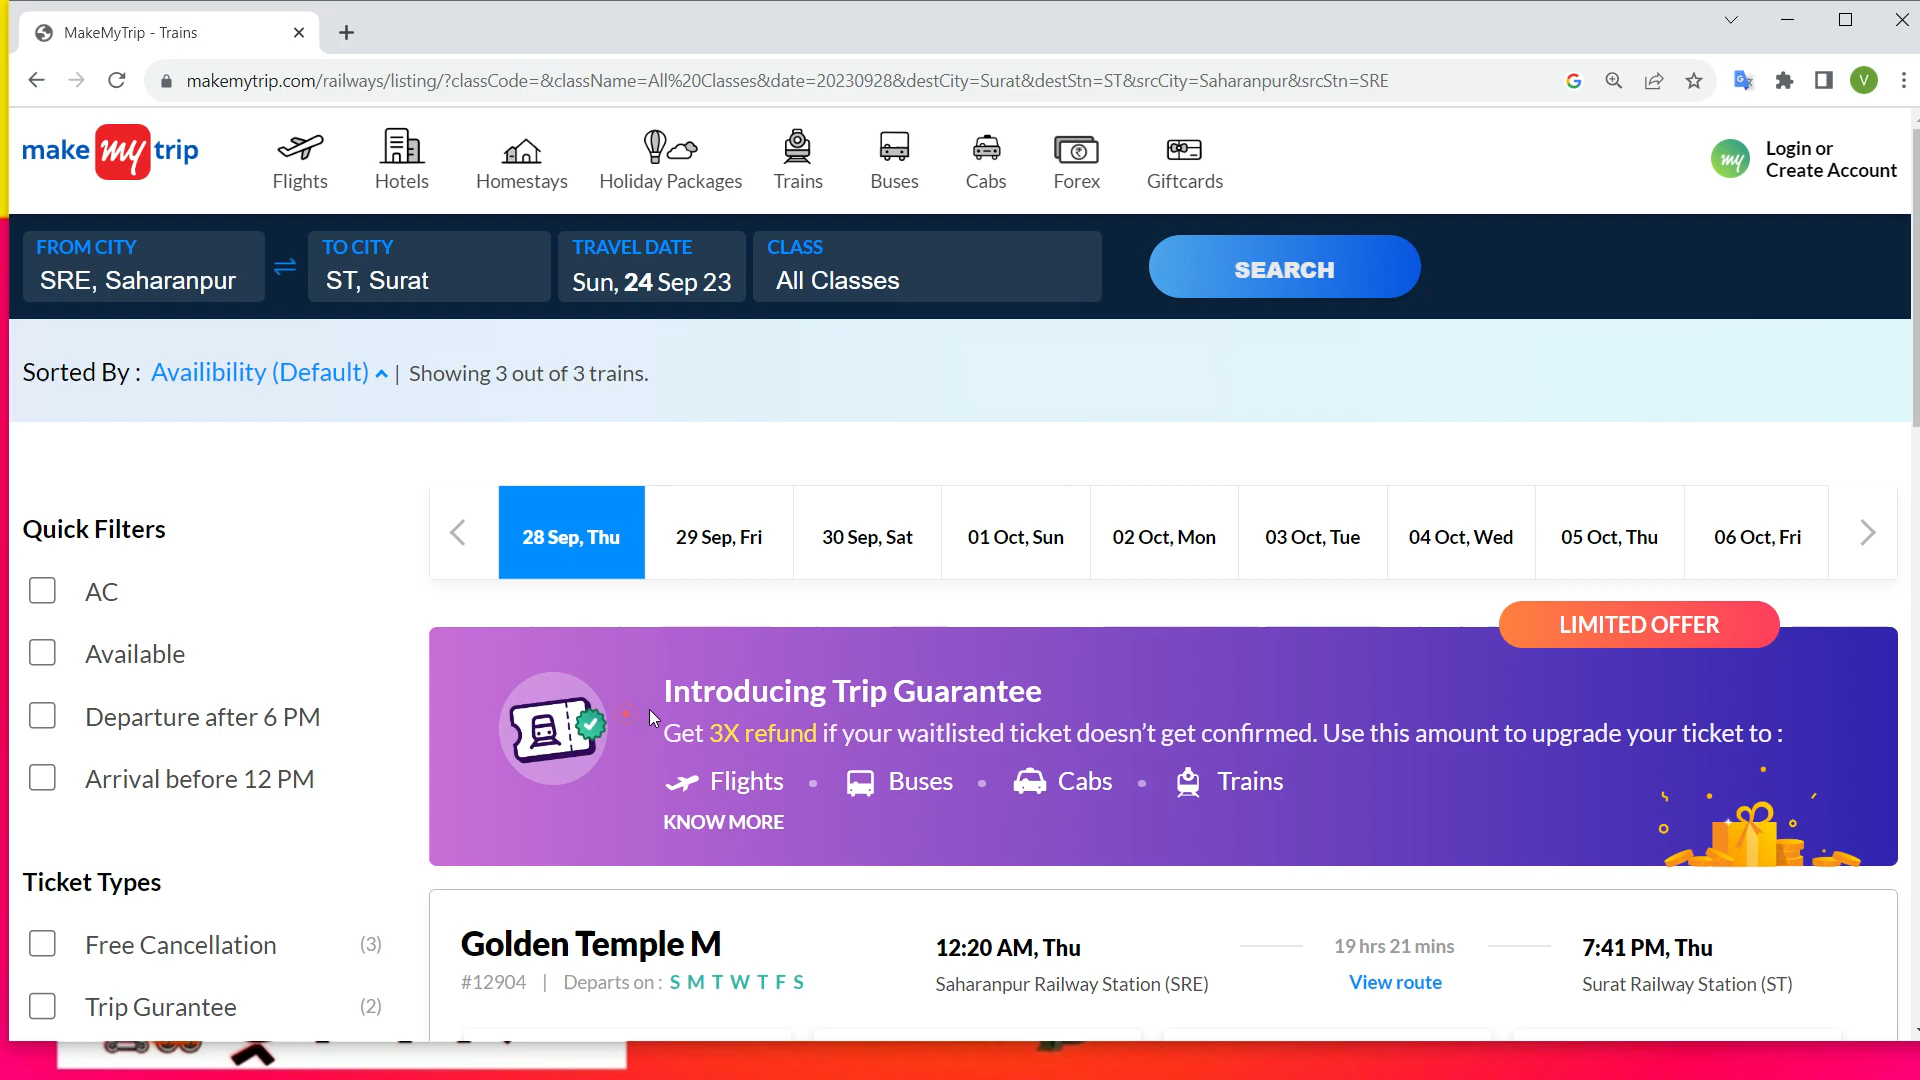 MakeMyTrip - Trains
makemytrip.com/railways/listing/?classCode=&className=All%20Classes&date=20230928&destCity=Surat&destStn=ST&srcCity=Saharanpur&srcStn=SRE
V
make my trip
Flights
Hotels
Homestays
Holiday Packages
Trains
Buses
Cabs
Forex
Giftcards
my
Login or
Create Account
FROM CITY
SRE, Saharanpur
TO CITY
ST, Surat
TRAVEL DATE
Sun, 24 Sep 23
CLASS
All Classes
SEARCH
Sorted By : Availibility (Default) | Showing 3 out of 3 trains.
Quick Filters
AC
Available
Departure after 6 PM
Arrival before 12 PM
Ticket Types
Free Cancellation (3)
Trip Gurantee (2)
28 Sep, Thu
29 Sep, Fri
30 Sep, Sat
01 Oct, Sun
02 Oct, Mon
03 Oct, Tue
04 Oct, Wed
05 Oct, Thu
06 Oct, Fri
LIMITED OFFER
Introducing Trip Guarantee
Get 3X refund if your waitlisted ticket doesn’t get confirmed. Use this amount to upgrade your ticket to :
Flights • Buses • Cabs • Trains
KNOW MORE
Golden Temple M
#12904 | Departs on : S M T W T F S
12:20 AM, Thu
Saharanpur Railway Station (SRE)
19 hrs 21 mins
View route
7:41 PM, Thu
Surat Railway Station (ST)